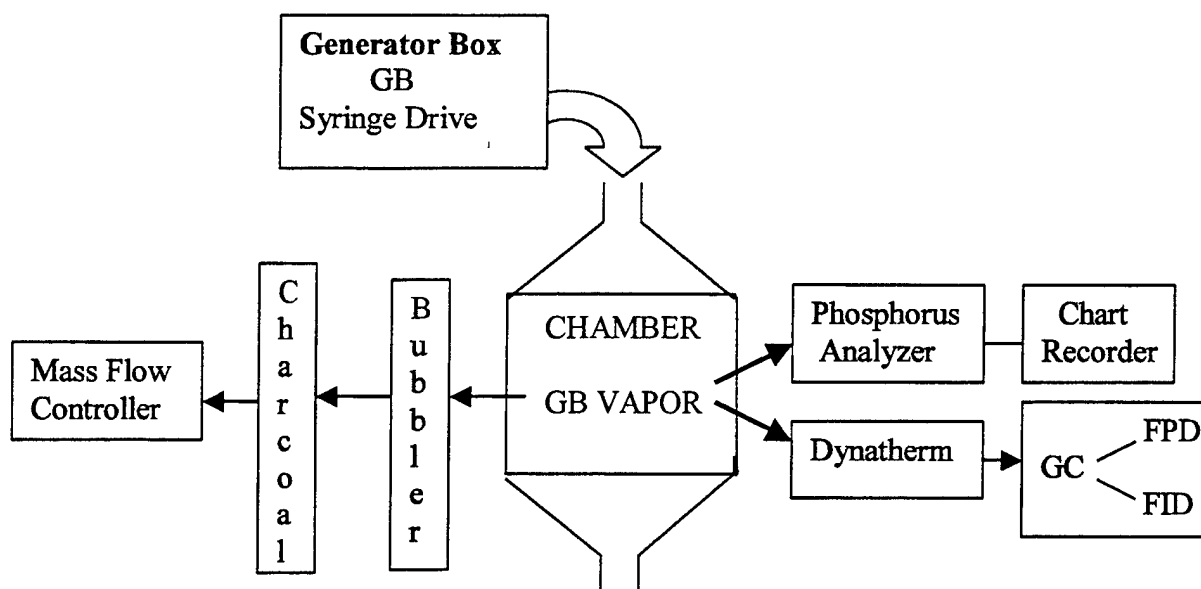 Generator Box
GB
Syringe Drive
Mass Flow
Controller
Charcoal
Bubbler
CHAMBER
GB VAPOR
Phosphorus
Analyzer
Chart
Recorder
Dynatherm
GC
FPD
FID